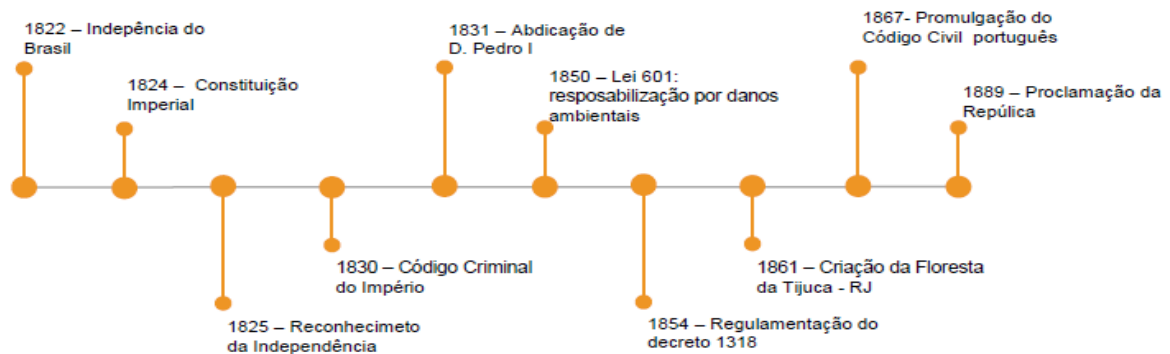 1822 – Indepência do
Brasil
1824 – Constituição
Imperial
1825 – Reconhecimeto
da Independência
1830 – Código Criminal
do Império
1831 – Abdicação de
D. Pedro I
1850 – Lei 601:
resposabilização por danos
ambientais
1854 – Regulamentação do
decreto 1318
1861 – Criação da Floresta
da Tijuca - RJ
1867- Promulgação do
Código Civil português
1889 – Proclamação da
Repúlica